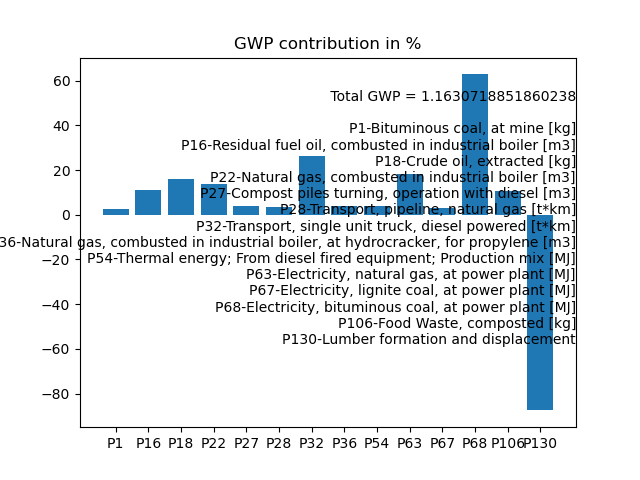 GWP contribution in %
60
Total GWP = 1.1630718851860238
40
P1-Bituminous coal, at mine [kg]
P16-Residual fuel oil, combusted in industrial boiler [m3]
20
P18-Crude oil, extracted [kg]
P22-Natural gas, combusted in industrial boiler [m3]
P27-Compost piles turning, operation with diesel [m3]
0
P28-Transport, pipeline, natural gas [t*km]
P32-Transport, single unit truck, diesel powered [t*km]
36-Natural gas, combusted in industrial boiler, at hydrocracker, for propylene [m3]
−20
P54-Thermal energy; From diesel fired equipment; Production mix [MJ]
P63-Electricity, natural gas, at power plant [MJ]
−40
P67-Electricity, lignite coal, at power plant [MJ]
P68-Electricity, bituminous coal, at power plant [MJ]
P106-Food Waste, composted [kg]
−60
P130-Lumber formation and displacement
−80
P1 P16 P18 P22 P27 P28 P32 P36 P54 P63 P67 P68 P106 P130